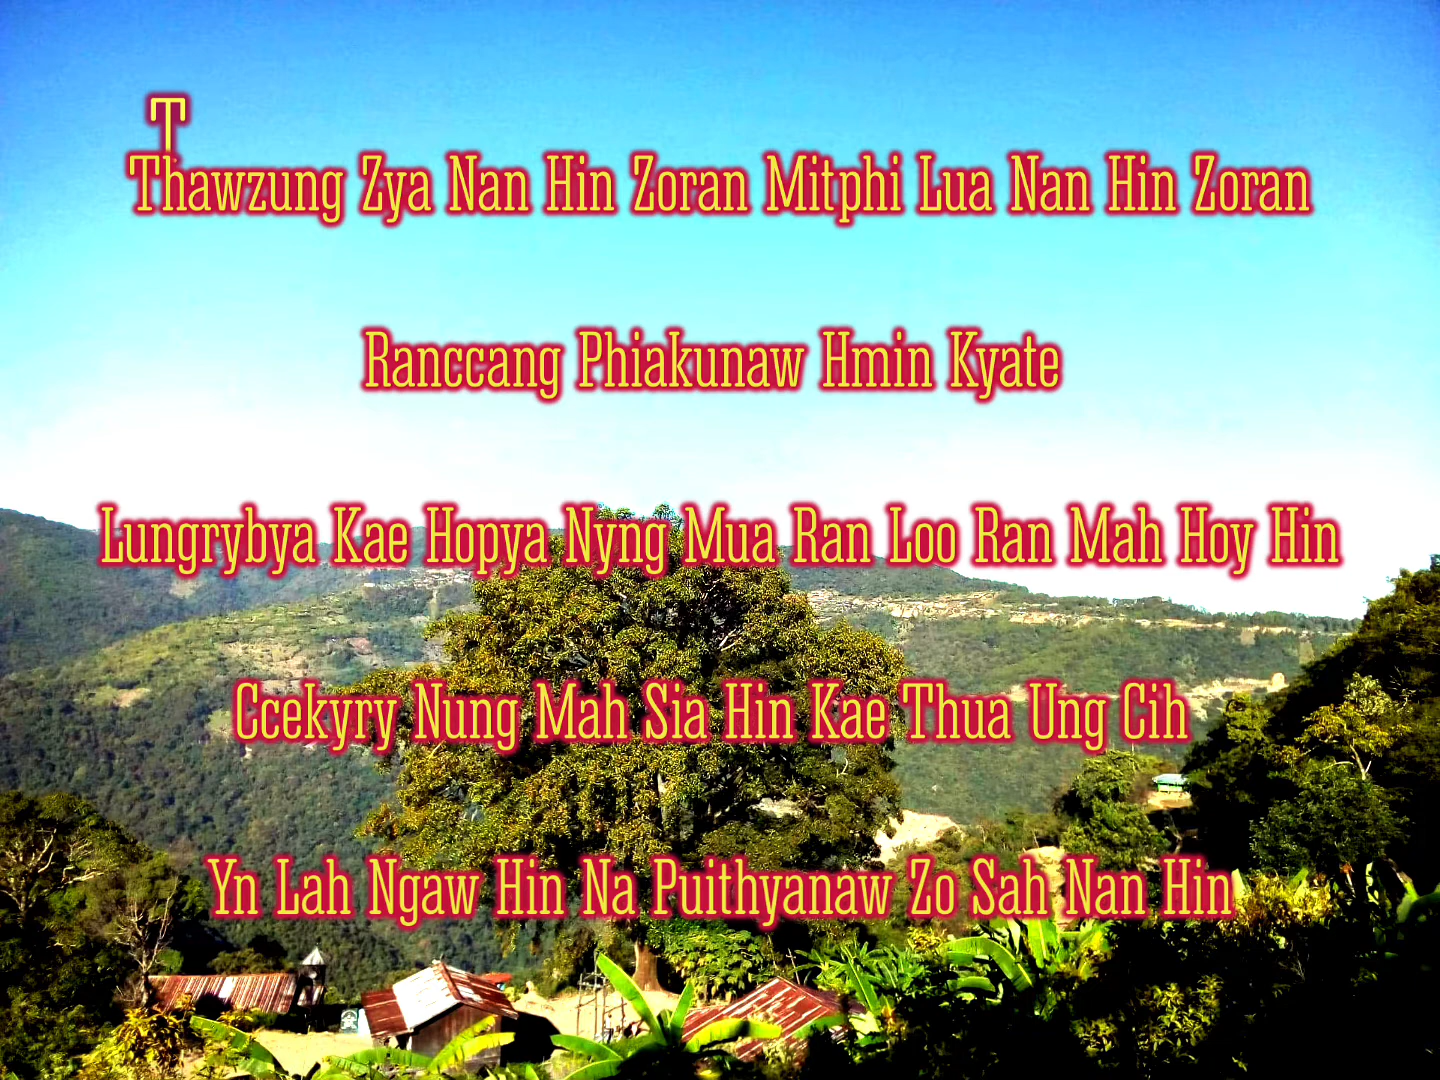 T
Thawzung Zya Nan Hin Zoran Mitphi Lua Nan Hin Zoran
Ranccang Phiakunaw Hmin Kyate
Lungrybya Kae Hopya Nyng Mua Ran Loo Ran Mah Hoy Hin
Ccekyry Nung Mah Sia Hin Kae Thua Ung Cih
Yn Lah Ngaw Hin Na Puithyanaw Zo Sah Nan Hin